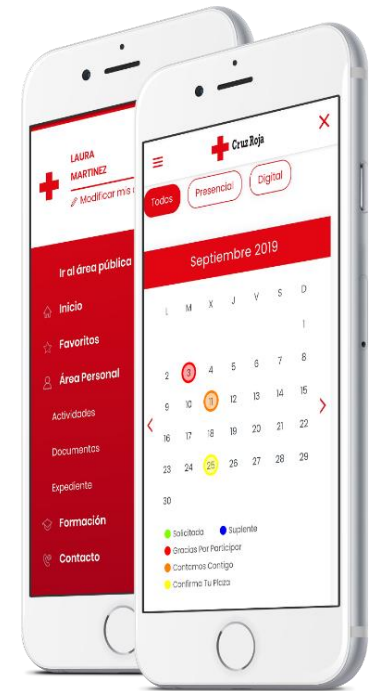 LAURA
MARTINEZ
Modificar mis
Ir al área pública
Inicio
Favoritos
Área Personal
Actividades
Documentos
Expediente
Formación
Contacto
Cruz Roja
Todos
Presencial
Digital
Septiembre 2019
L M X J V S D
1
2 3 4 5 6 7 8
9 10 11 12 13 14 15
16 17 18 19 20 21 22
23 24 25 26 27 28 29
30
Solicitada
Suplente
Gracias Por Participar
Contamos Contigo
Confirma Tu Plaza